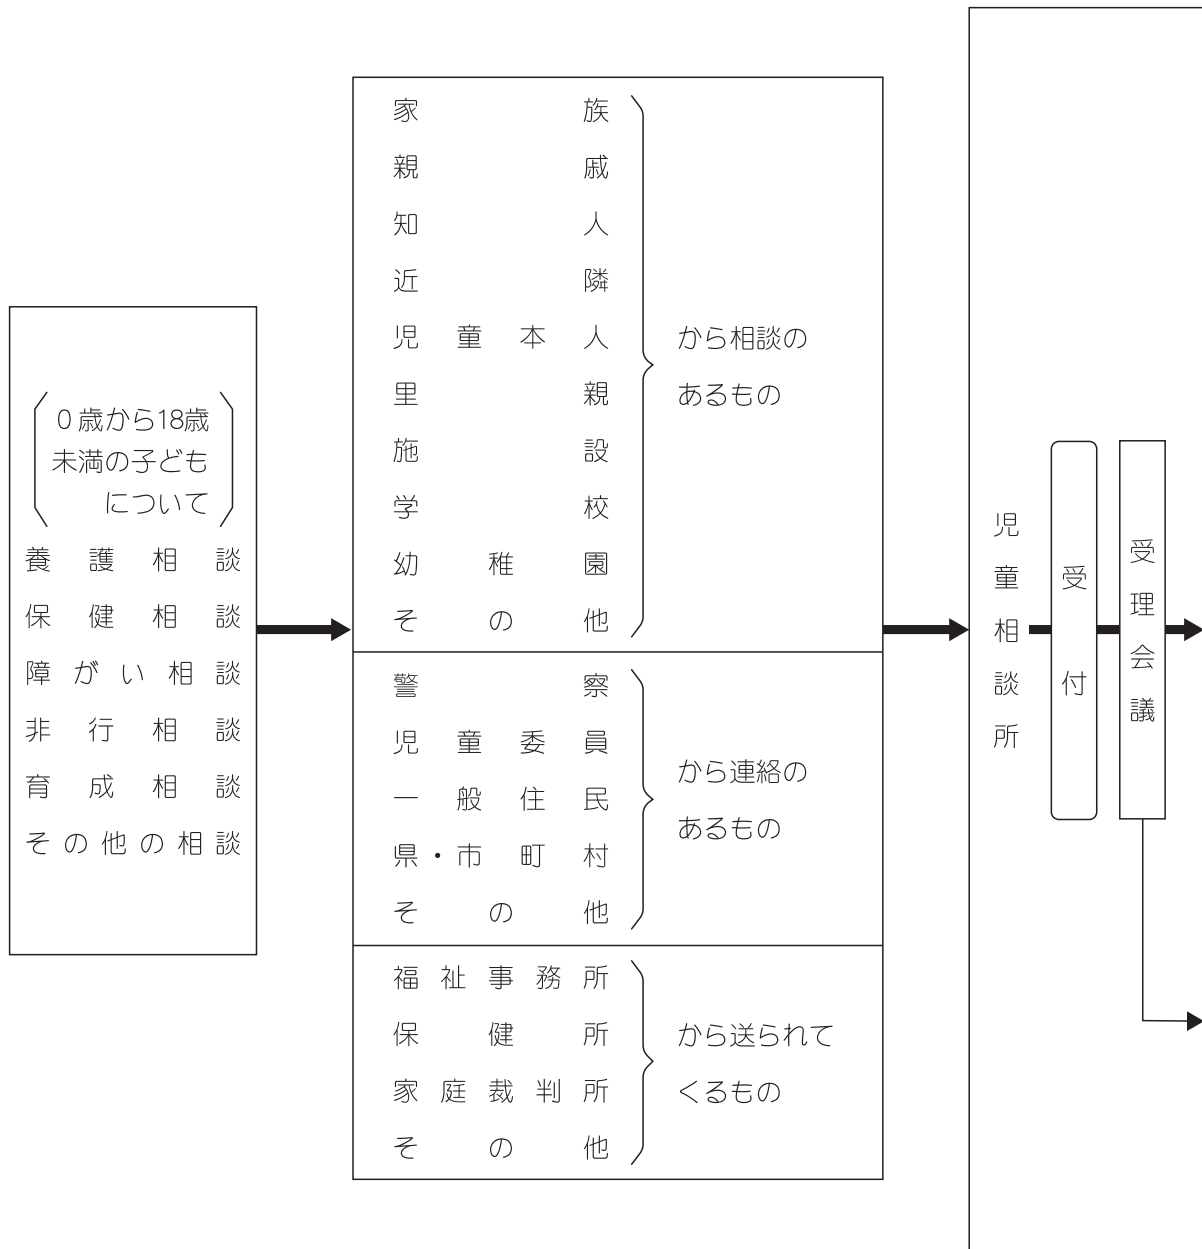 0歳から18歳
未満の子ども
について
養護相談
保健相談
障がい相談
非行相談
育成相談
その他の相談
家族
親戚
知人
近隣
児童本人
里親
施設
学校
幼稚園
その他
から相談の
あるもの
警察
児童委員
一般住民
県・市町村
その他
から連絡の
あるもの
福祉事務所
保健所
家庭裁判所
その他
から送られて
くるもの
児童相談所
受付
受理会議